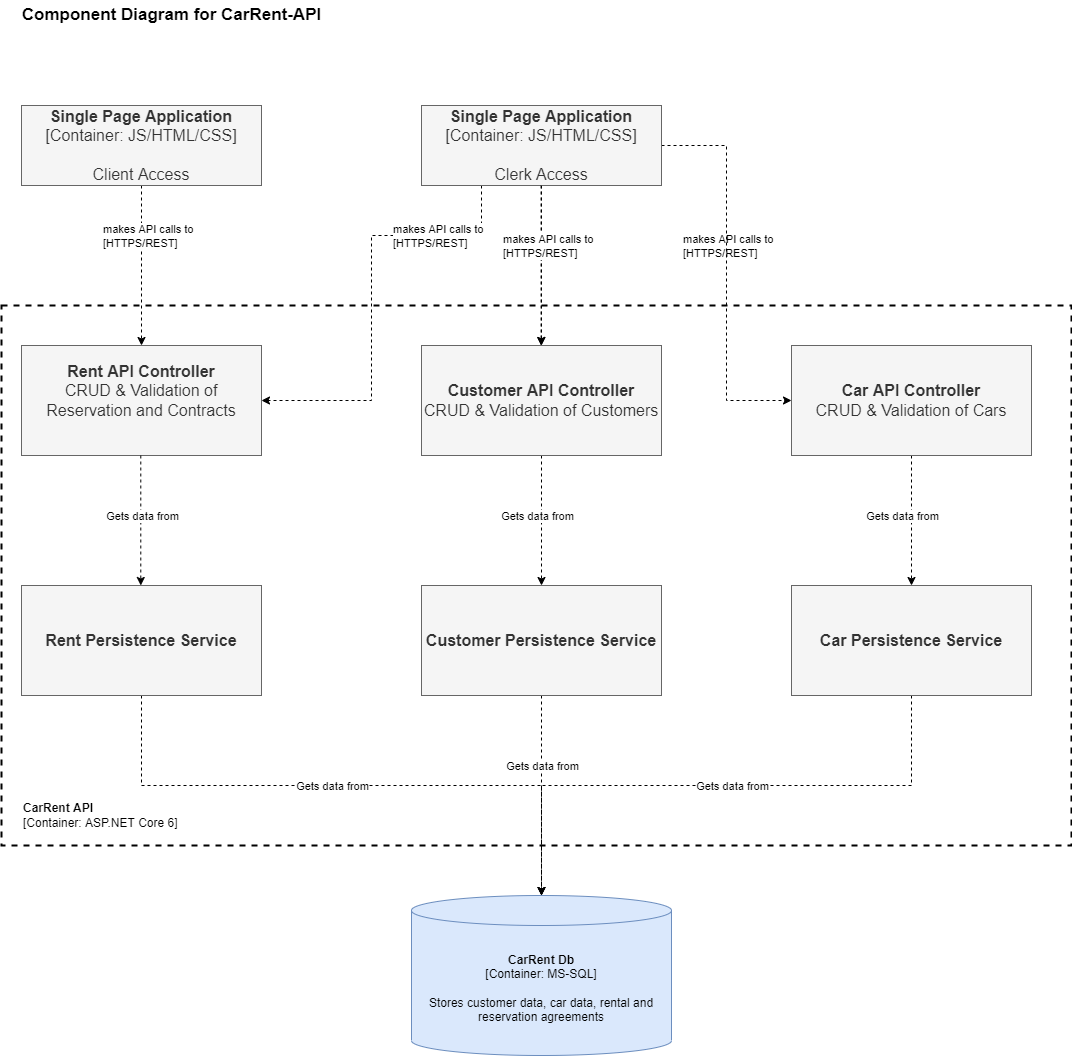 Component Diagram for CarRent-API
Single Page Application
[Container: JS/HTML/CSS]
Client Access
Single Page Application
[Container: JS/HTML/CSS]
Clerk Access
makes API calls to
[HTTPS/REST]
makes API calls to
[HTTPS/REST]
makes API calls to
[HTTPS/REST]
makes API calls to
[HTTPS/REST]
Rent API Controller
CRUD & Validation of
Reservation and Contracts
Customer API Controller
CRUD & Validation of Customers
Car API Controller
CRUD & Validation of Cars
Gets data from
Gets data from
Gets data from
Rent Persistence Service
Customer Persistence Service
Car Persistence Service
Gets data from
Gets data from
Gets data from
CarRent API
[Container: ASP.NET Core 6]
CarRent Db
[Container: MS-SQL]
Stores customer data, car data, rental and
reservation agreements